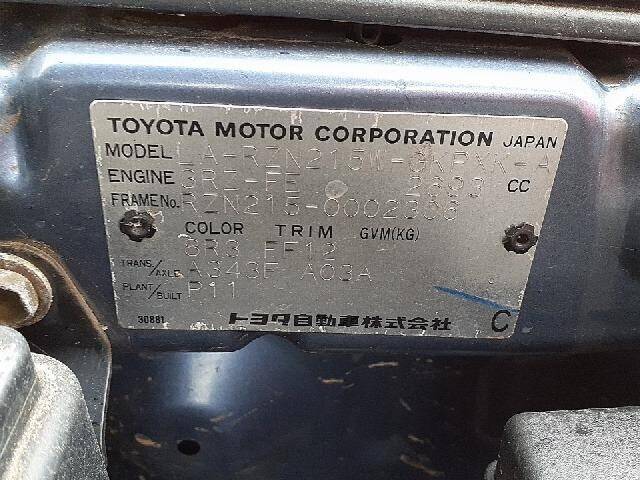 TOYOTA MOTOR CORPORATION JAPAN
MODEL LA-RZN215W-GKPXK-A
ENGINE 3RZ-FE 2693 CC
FRAME No. RZN215-0002358
COLOR TRIM GVM(KG)
8R3 FF12
TRANS./AXLE A343F A03A
PLANT/BUILT P11
トヨタ自動車株式会社 C
30881